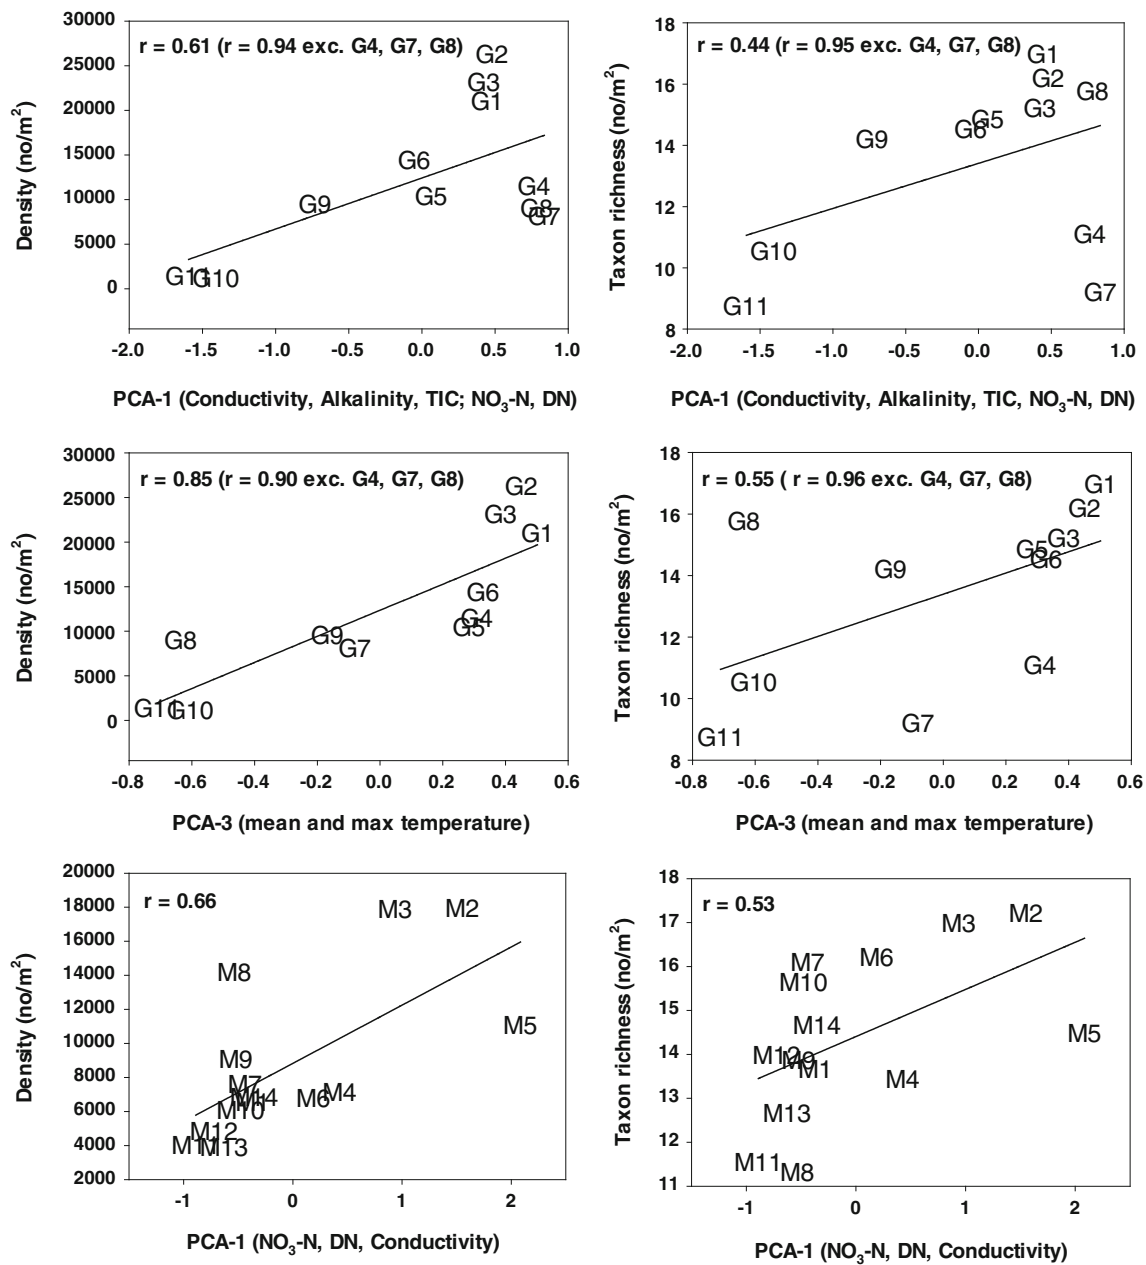 30000
25000
20000
15000
10000
5000
0
Density (no/m²)
r = 0.61 (r = 0.94 exc. G4, G7, G8)
G2
G3
G1
G6
G5
G9
G4
G8
G7
G11
G10
-2.0 -1.5 -1.0 -0.5 0.0 0.5 1.0
PCA-1 (Conductivity, Alkalinity, TIC; NO₃-N, DN)
18
16
14
12
10
8
Taxon richness (no/m²)
r = 0.44 (r = 0.95 exc. G4, G7, G8)
G1
G2
G8
G3
G5
G6
G9
G4
G10
G7
G11
-2.0 -1.5 -1.0 -0.5 0.0 0.5 1.0
PCA-1 (Conductivity, Alkalinity, TIC, NO₃-N, DN)
30000
25000
20000
15000
10000
5000
0
Density (no/m²)
r = 0.85 (r = 0.90 exc. G4, G7, G8)
G2
G3
G1
G6
G4
G5
G9
G7
G8
G11
G10
-0.8 -0.6 -0.4 -0.2 0.0 0.2 0.4 0.6
PCA-3 (mean and max temperature)
18
16
14
12
10
8
Taxon richness (no/m²)
r = 0.55 ( r = 0.96 exc. G4, G7, G8)
G1
G2
G8
G3
G5
G6
G9
G4
G10
G7
G11
-0.8 -0.6 -0.4 -0.2 0.0 0.2 0.4 0.6
PCA-3 (mean and max temperature)
20000
18000
16000
14000
12000
10000
8000
6000
4000
2000
Density (no/m²)
r = 0.66
M3
M2
M8
M5
M9
M7
M14
M1
M10
M6
M4
M12
M11
M13
-1 0 1 2
PCA-1 (NO₃-N, DN, Conductivity)
18
17
16
15
14
13
12
11
Taxon richness (no/m²)
r = 0.53
M2
M3
M7
M6
M10
M14
M5
M12
M9
M1
M4
M13
M11
M8
-1 0 1 2
PCA-1 (NO₃-N, DN, Conductivity)